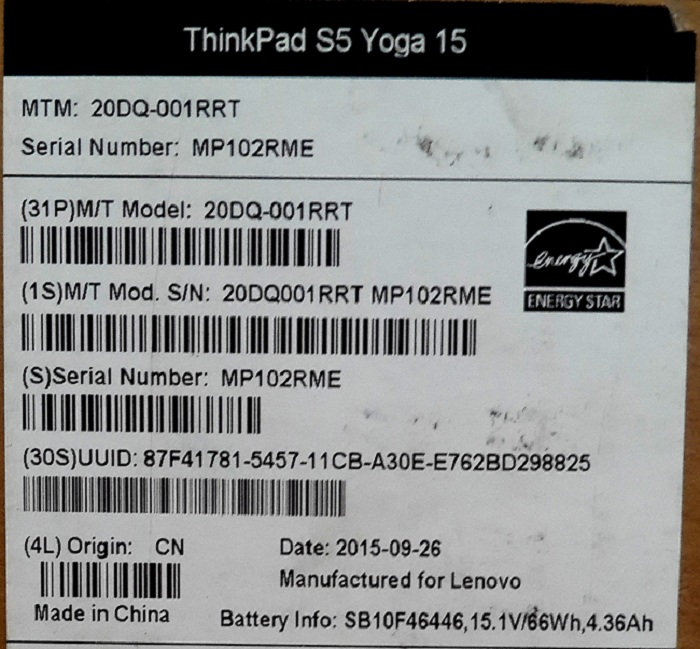 ThinkPad S5 Yoga 15
MTM: 20DQ-001RRT
Serial Number: MP102RME
(31P)M/T Model: 20DQ-001RRT
energy
ENERGY STAR
(1S)M/T Mod. S/N: 20DQ001RRT MP102RME
(S)Serial Number: MP102RME
(30S)UUID: 87F41781-5457-11CB-A30E-E762BD298825
(4L) Origin: CN
Date: 2015-09-26
Manufactured for Lenovo
Made in China
Battery Info: SB10F46446,15.1V/66Wh,4.36Ah